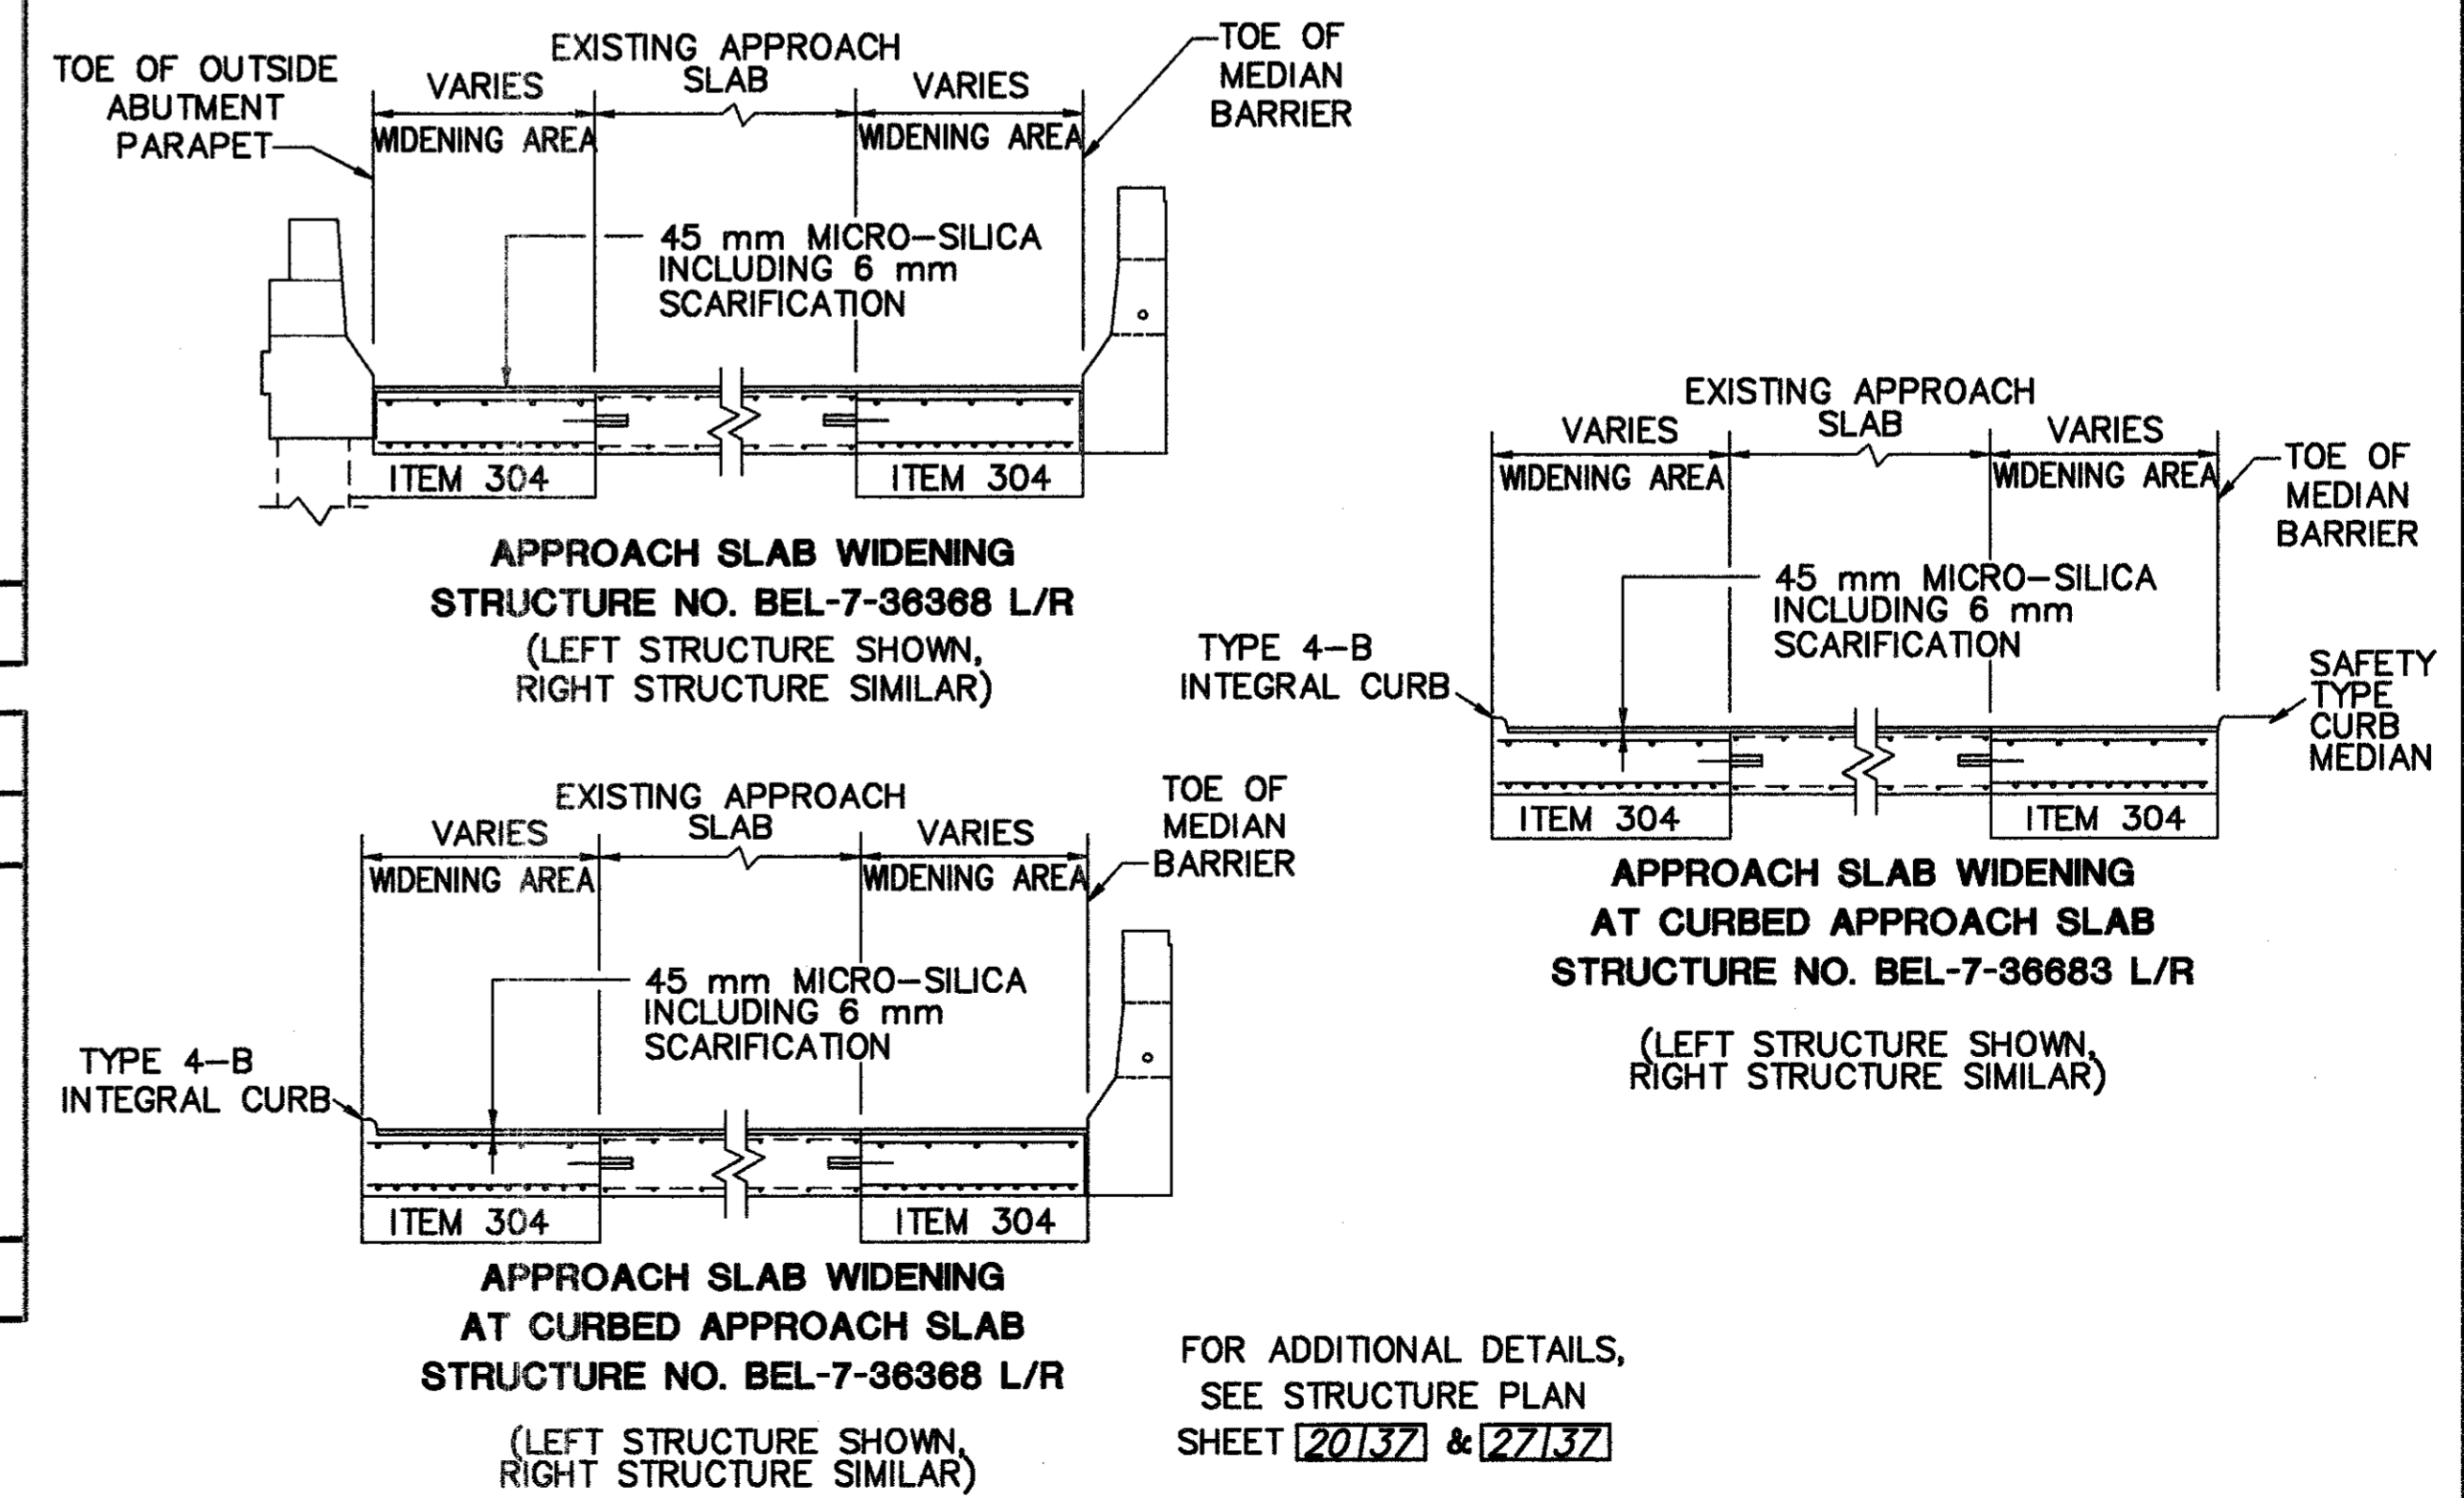 TOE OF OUTSIDE
ABUTMENT
PARAPET
EXISTING APPROACH
SLAB
VARIES
VARIES
WIDENING AREA
WIDENING AREA
TOE OF
MEDIAN
BARRIER
45 mm MICRO-SILICA
INCLUDING 6 mm
SCARIFICATION
ITEM 304
ITEM 304
APPROACH SLAB WIDENING
STRUCTURE NO. BEL-7-36368 L/R
(LEFT STRUCTURE SHOWN,
RIGHT STRUCTURE SIMILAR)
EXISTING APPROACH
SLAB
VARIES
VARIES
WIDENING AREA
WIDENING AREA
TOE OF
MEDIAN
BARRIER
45 mm MICRO-SILICA
INCLUDING 6 mm
SCARIFICATION
TYPE 4-B
INTEGRAL CURB
SAFETY
TYPE
CURB
MEDIAN
ITEM 304
ITEM 304
APPROACH SLAB WIDENING
AT CURBED APPROACH SLAB
STRUCTURE NO. BEL-7-36683 L/R
(LEFT STRUCTURE SHOWN,
RIGHT STRUCTURE SIMILAR)
EXISTING APPROACH
SLAB
VARIES
VARIES
WIDENING AREA
WIDENING AREA
TOE OF
MEDIAN
BARRIER
45 mm MICRO-SILICA
INCLUDING 6 mm
SCARIFICATION
TYPE 4-B
INTEGRAL CURB
ITEM 304
ITEM 304
APPROACH SLAB WIDENING
AT CURBED APPROACH SLAB
STRUCTURE NO. BEL-7-36368 L/R
(LEFT STRUCTURE SHOWN,
RIGHT STRUCTURE SIMILAR)
FOR ADDITIONAL DETAILS,
SEE STRUCTURE PLAN
SHEET 20/37 & 27/37